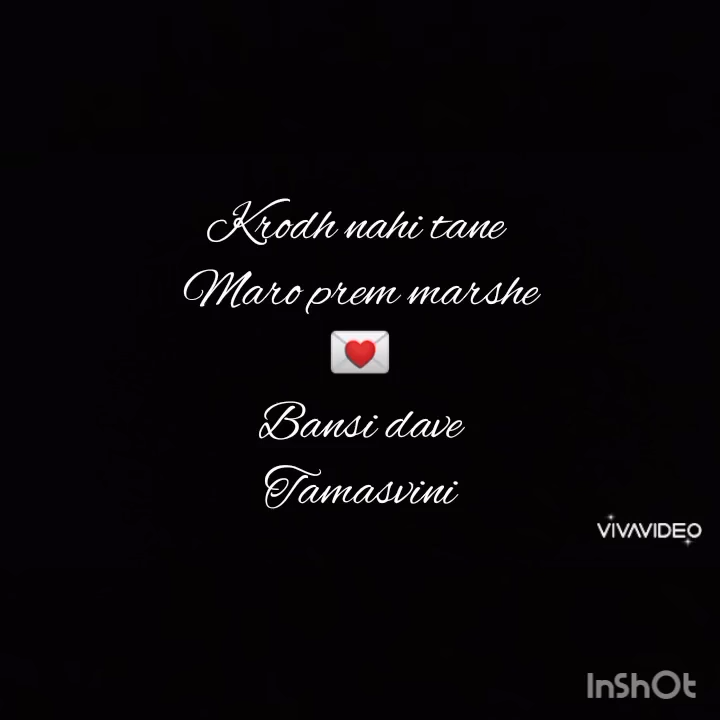 Krodh nahi tane
Maro prem marshe
💌
Bansi dave
Tamasvini
VIVAVIDEO
InShOt